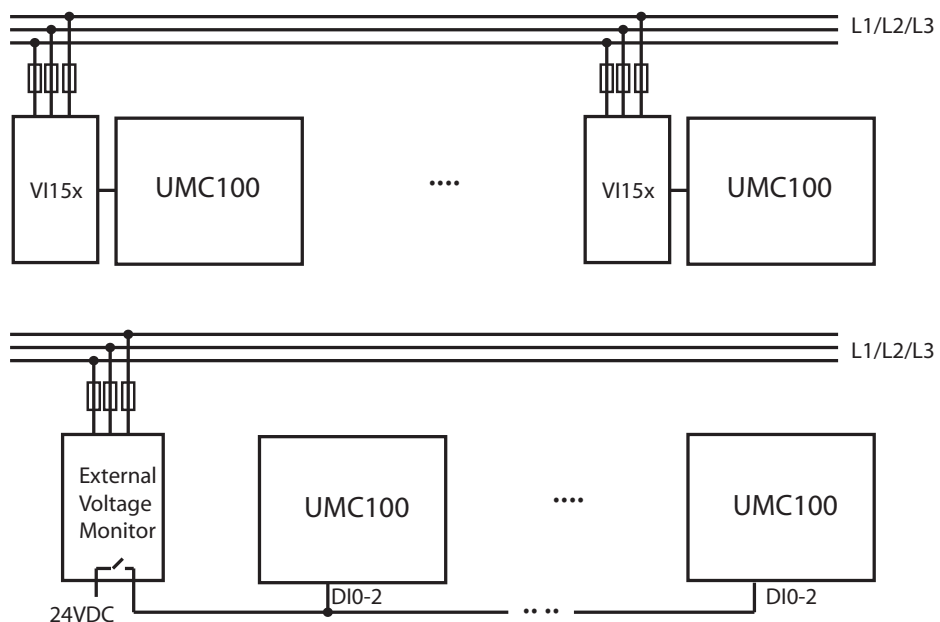 L1/L2/L3
VI15x
UMC100
....
VI15x
UMC100
L1/L2/L3
External
Voltage
Monitor
24VDC
UMC100
DI0-2
....
.. ..
UMC100
DI0-2